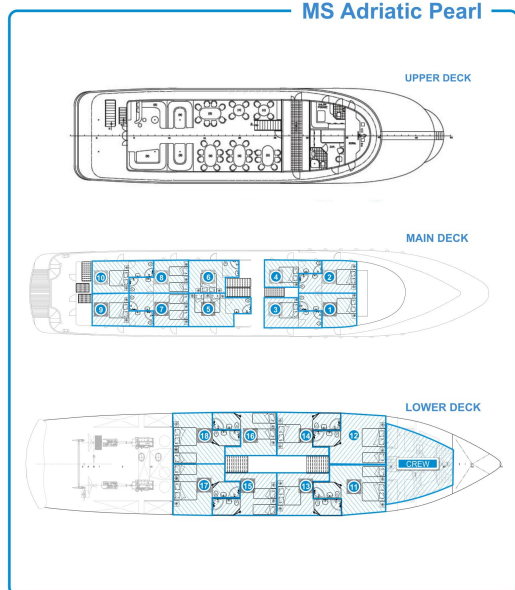 MS Adriatic Pearl
UPPER DECK
MAIN DECK
10 8 6 4 2
9 7 5 3 1
LOWER DECK
18 16 14 12
CREW
17 15 13 11